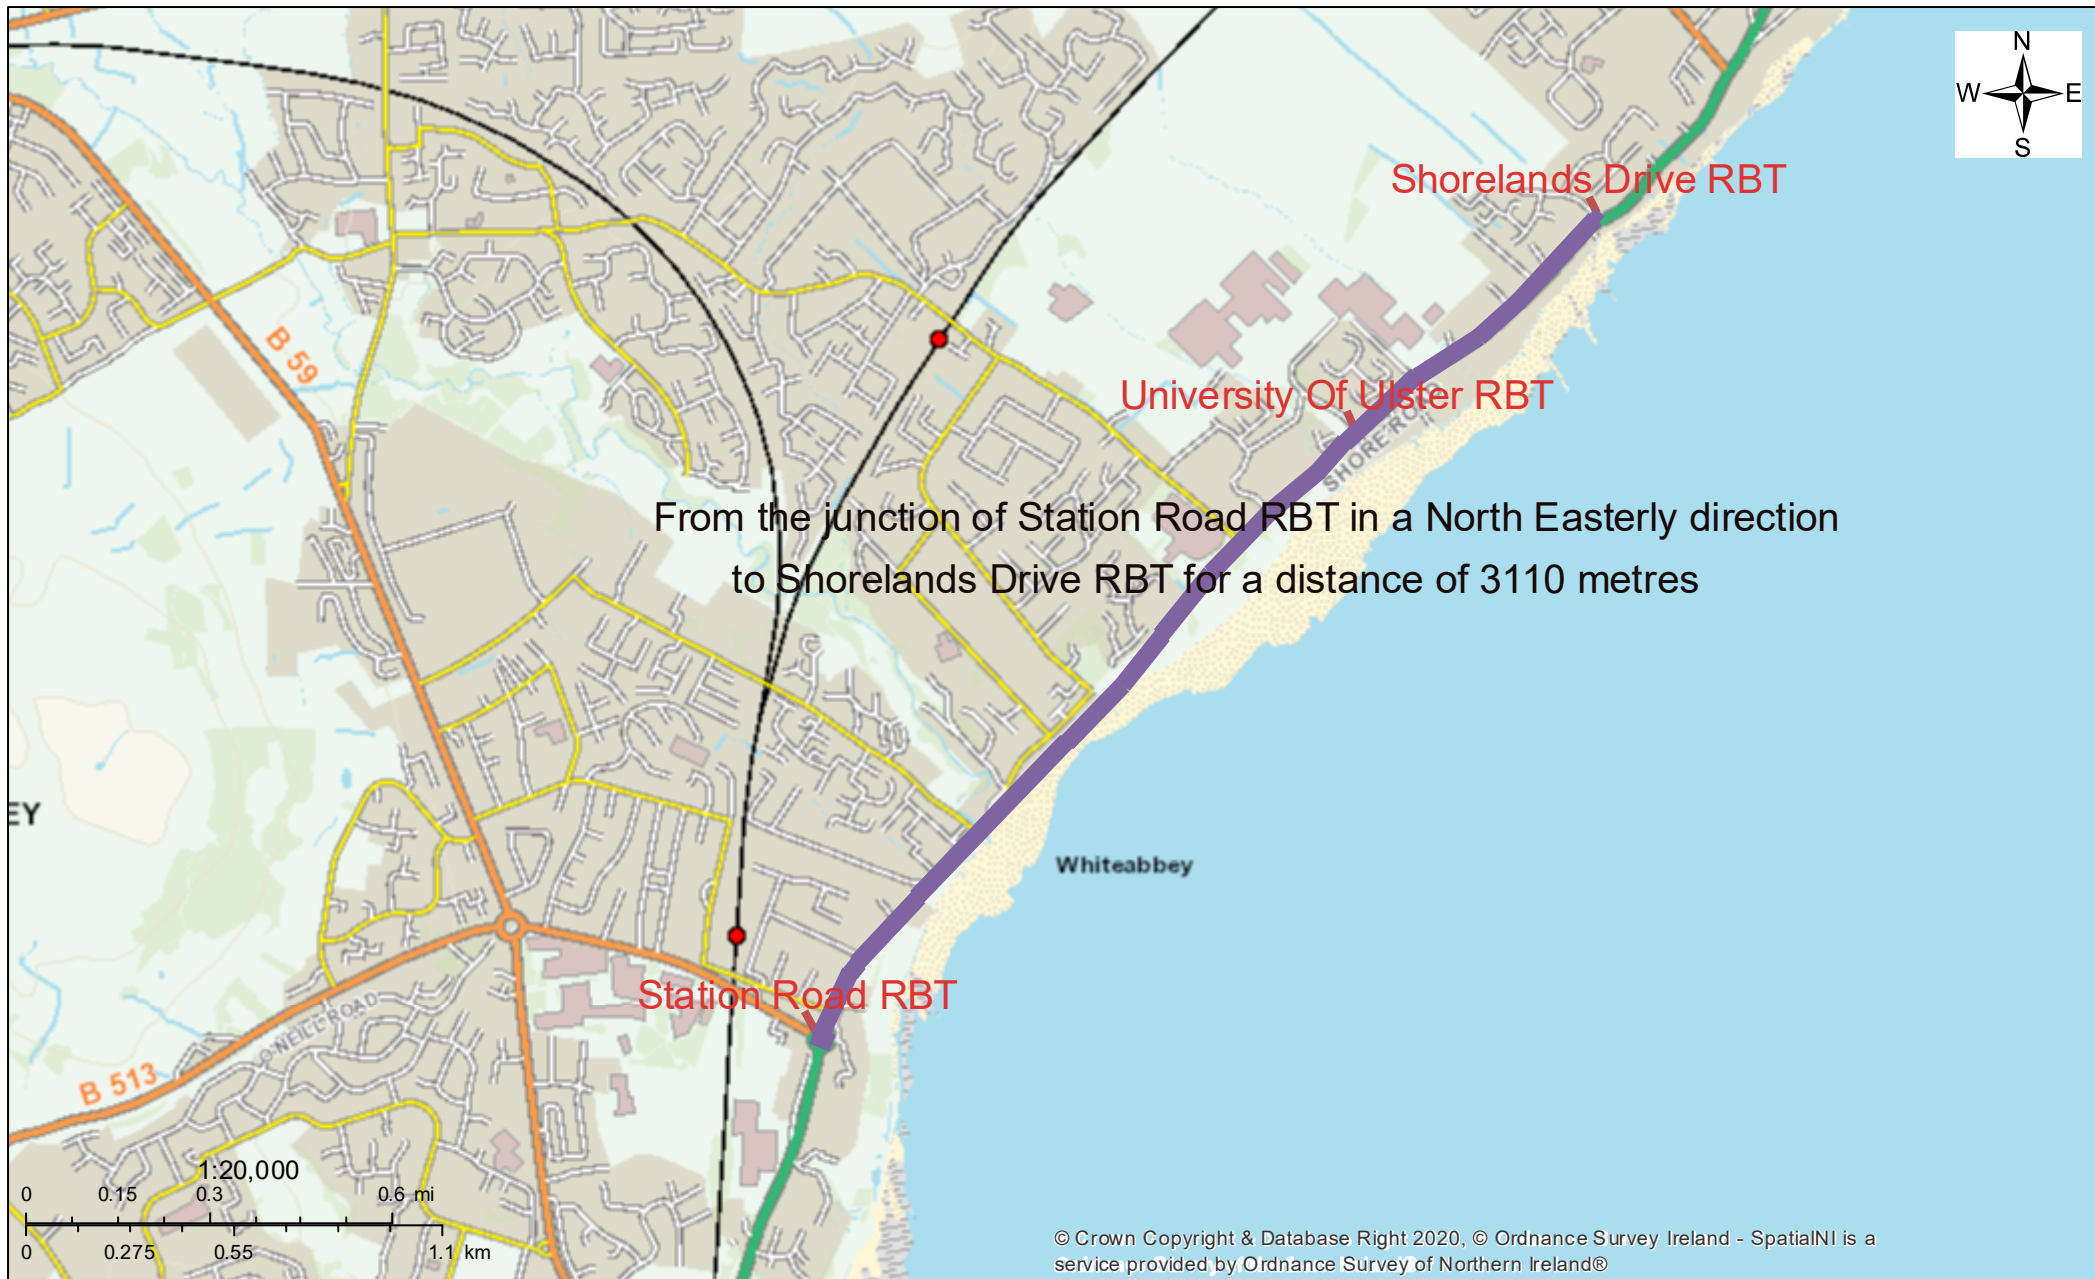 N
W E
S
Shorelands Drive RBT
B 59
University Of Ulster RBT
SHORE ROAD
From the junction of Station Road RBT in a North Easterly direction
to Shorelands Drive RBT for a distance of 3110 metres
EY
Whiteabbey
Station Road RBT
O'NEILL ROAD
B 513
1:20,000
0 0.15 0.3 0.6 mi
0 0.275 0.55 1.1 km
© Crown Copyright & Database Right 2020, © Ordnance Survey Ireland - SpatialNI is a
service provided by Ordnance Survey of Northern Ireland®